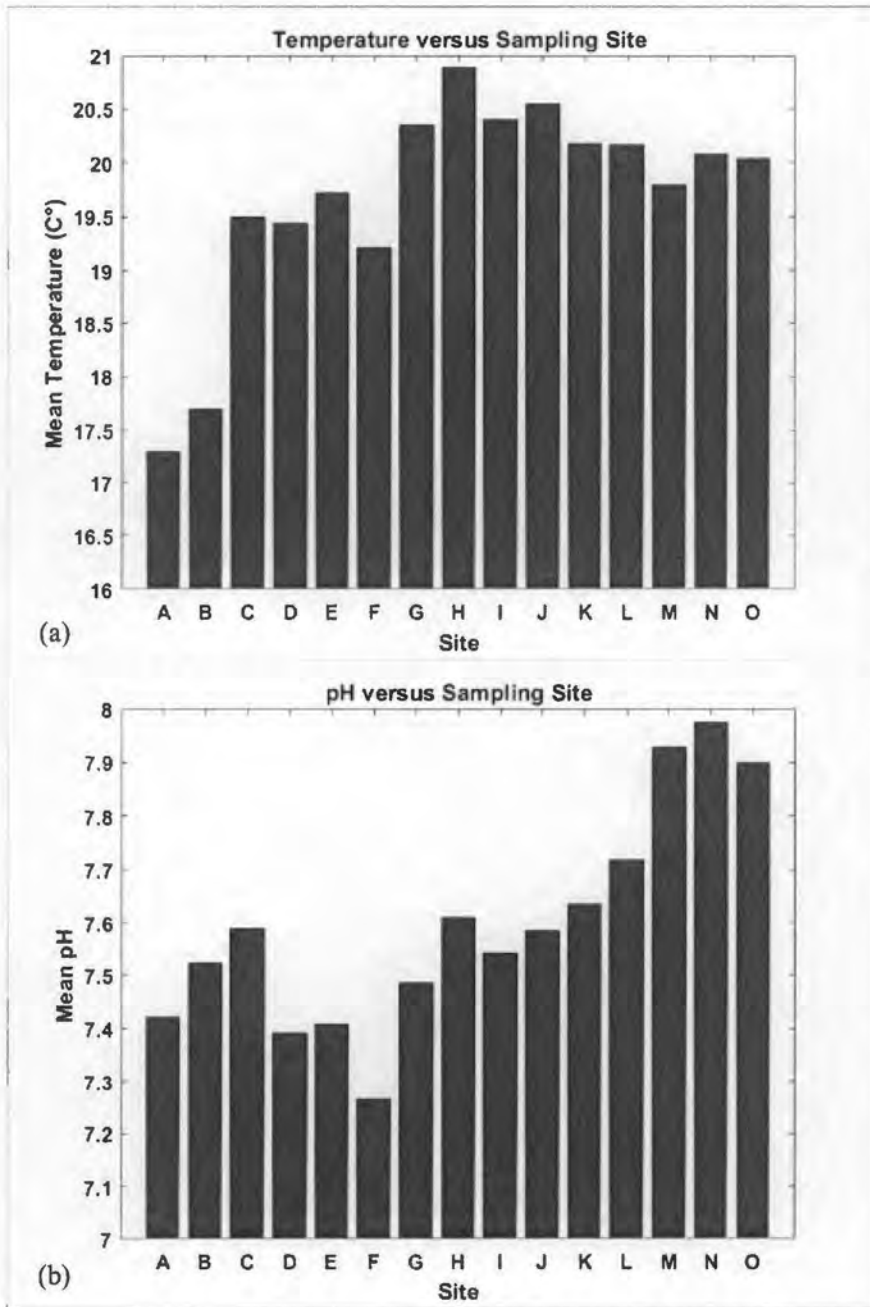 Temperature versus Sampling Site
21
20.5
20
19.5
19
18.5
18
17.5
17
16.5
16
Mean Temperature (C°)
A B C D E F G H I J K L M N O
Site
(a)
pH versus Sampling Site
8
7.9
7.8
7.7
7.6
7.5
7.4
7.3
7.2
7.1
7
Mean pH
A B C D E F G H I J K L M N O
Site
(b)